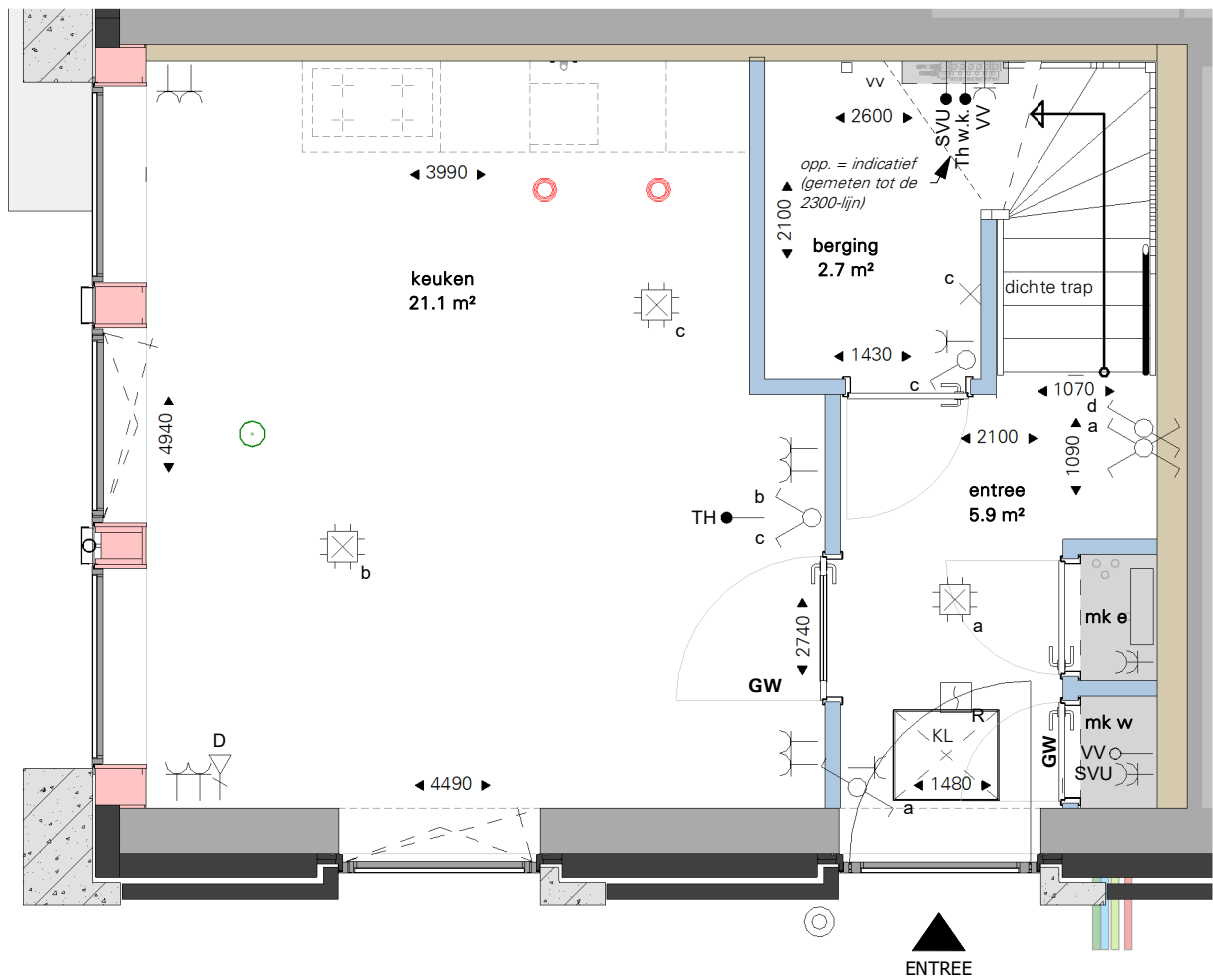 vv
2600
SVU
Th w.k.
VV
opp. = indicatief
(gemeten tot de
2300-lijn)
3990
2100
berging
2.7 m²
keuken
21.1 m²
c
dichte trap
c
1430
c
1070
d
a
4940
2100
1090
entree
5.9 m²
b
TH
c
b
a
mk e
2740
GW
R
mk w
D
KL
GW
VV
SVU
4490
1480
a
ENTREE